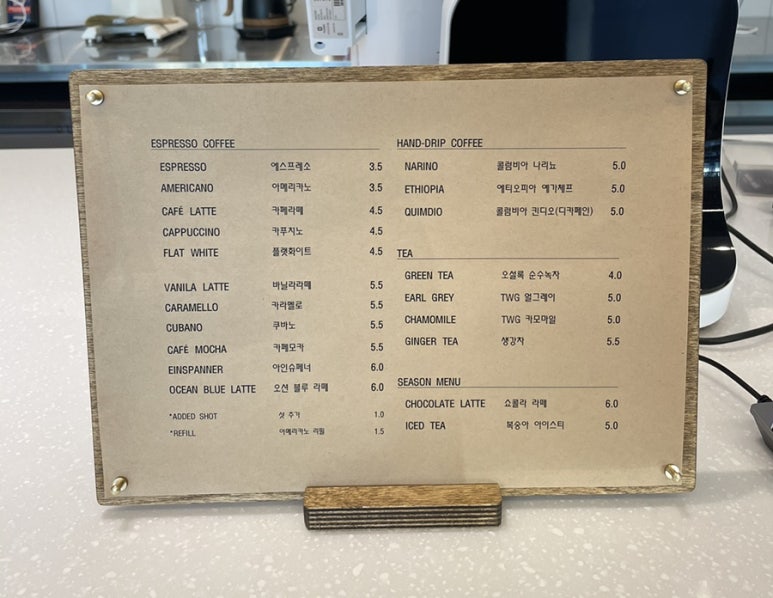 ESPRESSO COFFEE
ESPRESSO 에스프레소 3.5
AMERICANO 아메리카노 3.5
CAFÉ LATTE 카페라떼 4.5
CAPPUCCINO 카푸치노 4.5
FLAT WHITE 플랫화이트 4.5
VANILA LATTE 바닐라라떼 5.5
CARAMELLO 카라멜로 5.5
CUBANO 쿠바노 5.5
CAFÉ MOCHA 카페모카 5.5
EINSPANNER 아인슈페너 6.0
OCEAN BLUE LATTE 오션 블루 라떼 6.0
*ADDED SHOT 샷 추가 1.0
*REFILL 아메리카노 리필 1.5
HAND-DRIP COFFEE
NARINO 콜롬비아 나리뇨 5.0
ETHIOPIA 에티오피아 예가체프 5.0
QUIMDIO 콜롬비아 퀸디오(디카페인) 5.0
TEA
GREEN TEA 오설록 순수녹차 4.0
EARL GREY TWG 얼그레이 5.0
CHAMOMILE TWG 카모마일 5.0
GINGER TEA 생강차 5.5
SEASON MENU
CHOCOLATE LATTE 쇼콜라 라떼 6.0
ICED TEA 복숭아 아이스티 5.0